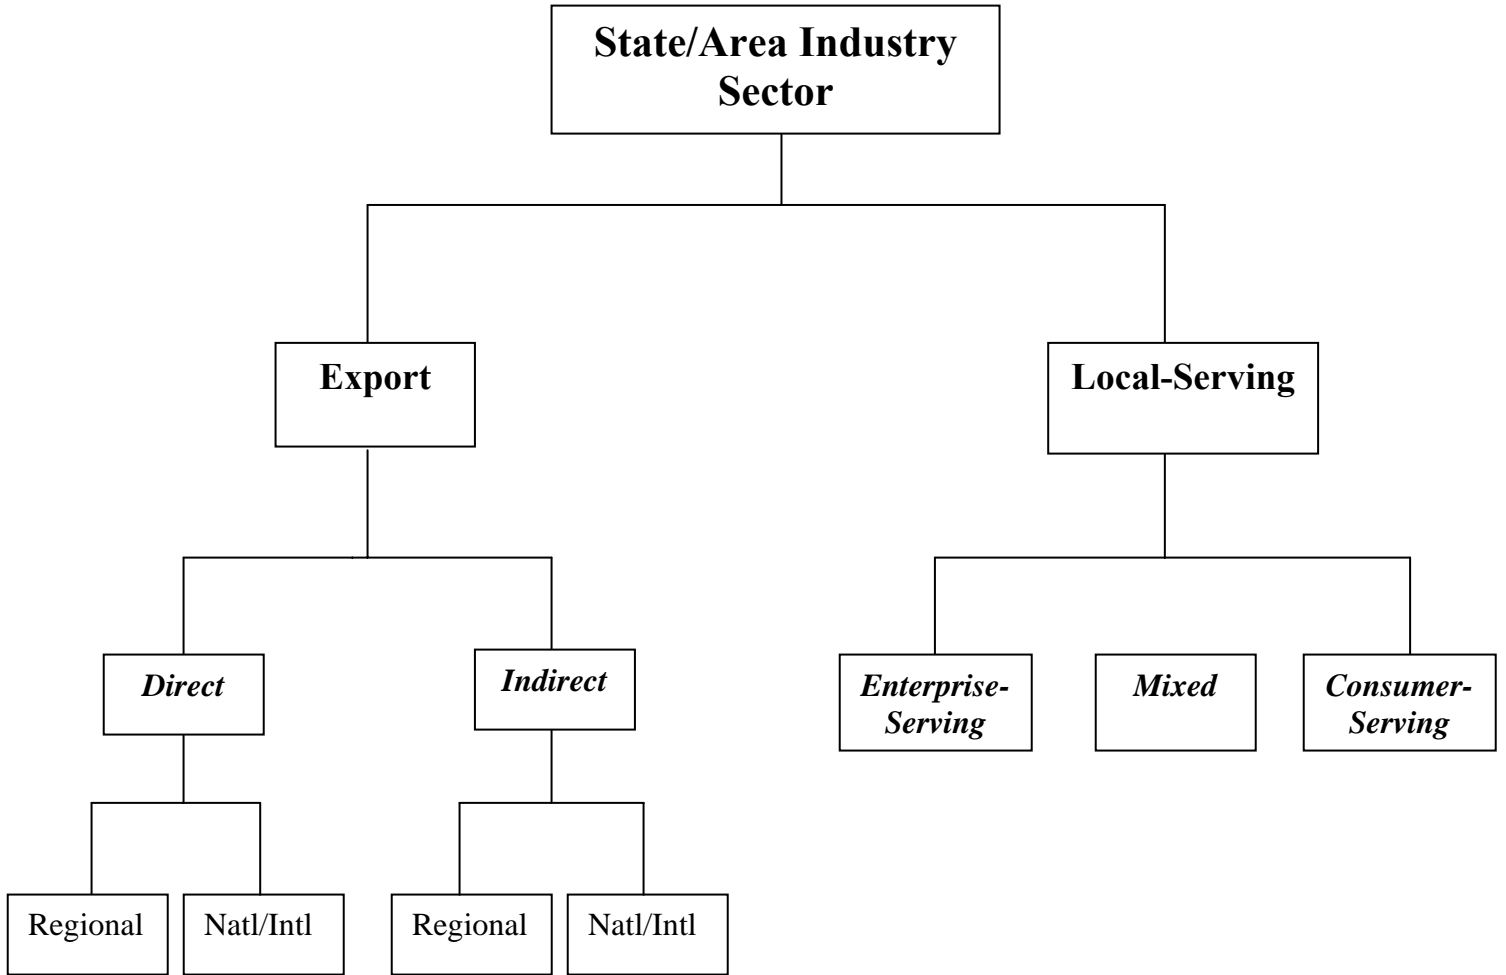 State/Area Industry
Sector
Export
Local-Serving
Direct
Indirect
Enterprise-
Serving
Mixed
Consumer-
Serving
Regional
Natl/Intl
Regional
Natl/Intl